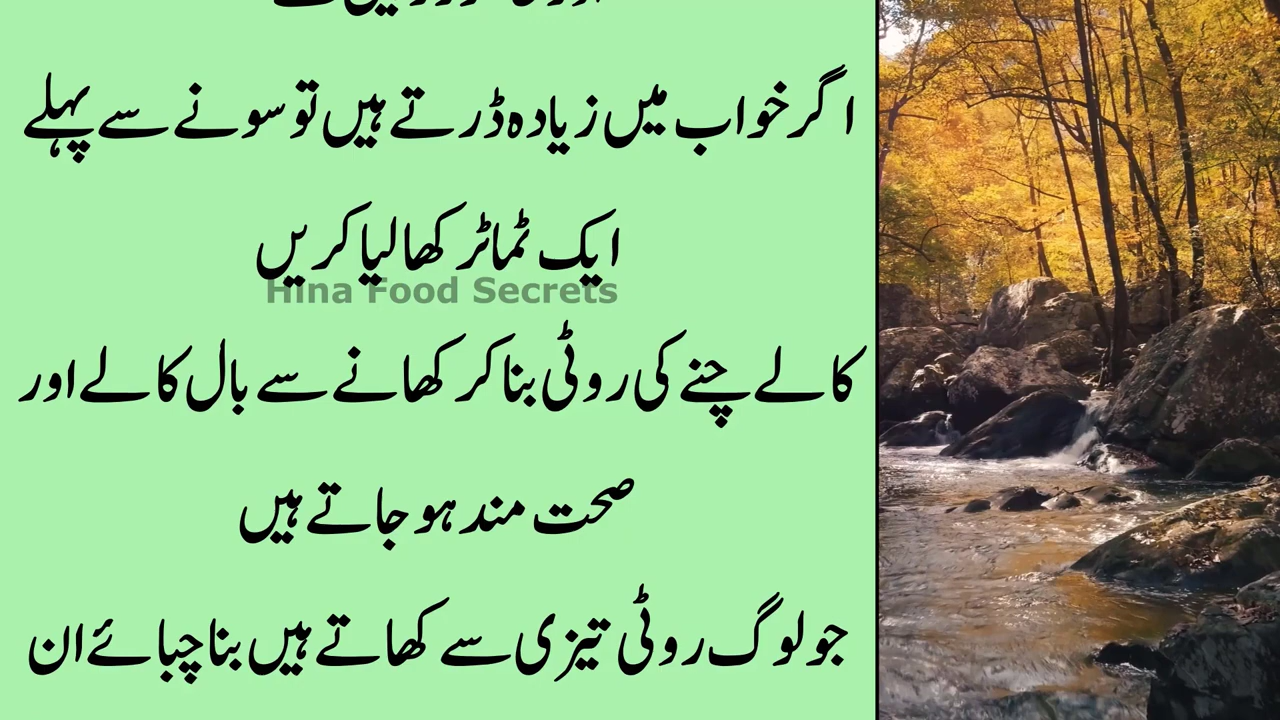 اگر خواب میں زیادہ ڈرتے ہیں تو سونے سے پہلے
ایک ٹماٹر کھا لیا کریں
Hina Food Secrets
کالے چنے کی روٹی بنا کر کھانے سے بال کالے اور
صحت مند ہو جاتے ہیں
جو لوگ روٹی تیزی سے کھاتے ہیں بنا چبائے ان